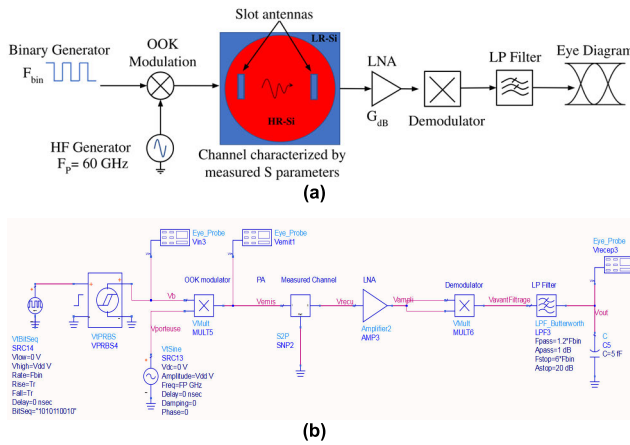 Slot antennas
OOK
Modulation
LR-Si
HR-Si
Binary Generator
F_bin
HF Generator
F_P= 60 GHz
Channel characterized by
measured S parameters
LNA
G_dB
Demodulator
LP Filter
Eye Diagram
(a)
Eye_Probe
Vin3
Eye_Probe
Vemit1
Eye_Probe
Vrecep3
OOK modulator
PA
Measured Channel
LNA
Demodulator
LP Filter
Vb
Vemis
Vrecu
Vampli
VavantFiltrage
Vout
Vporteuse
VMult
MULT5
S2P
SNP2
Amplifier2
AMP3
VMult
MULT6
LPF_Butterworth
LPF3
Fpass=1.2*Fbin
Apass=1 dB
Fstop=6*Fbin
Astop=20 dB
C
C5
C=5 fF
VtBitSeq
SRC14
Vlow=0 V
Vhigh=Vdd V
Rate=Fbin
Rise=Tr
Fall=Tr
Delay=0 nsec
BitSeq="1010110010"
VtPRBS
VPRBS4
VtSine
SRC13
Vdc=0 V
Amplitude=Vdd V
Freq=FP GHz
Delay=0 nsec
Damping=0
Phase=0
(b)